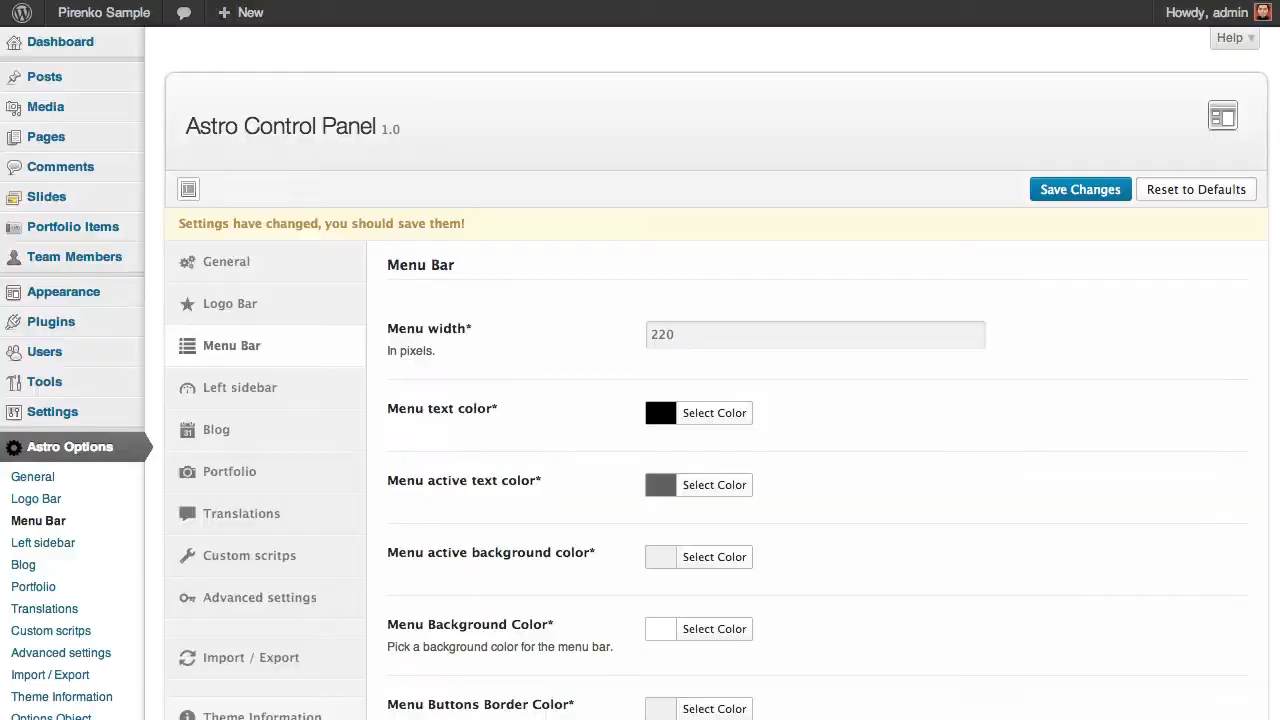 Pirenko Sample
New
Howdy, admin
Help
Dashboard
Posts
Media
Pages
Comments
Slides
Portfolio Items
Team Members
Appearance
Plugins
Users
Tools
Settings
Astro Options
General
Logo Bar
Menu Bar
Left sidebar
Blog
Portfolio
Translations
Custom scritps
Advanced settings
Import / Export
Theme Information
Options Object
Astro Control Panel 1.0
Save Changes
Reset to Defaults
Settings have changed, you should save them!
General
Logo Bar
Menu Bar
Left sidebar
31
Blog
Portfolio
Translations
Custom scritps
Advanced settings
Import / Export
Theme Information
Menu Bar
Menu width*
In pixels.
220
Menu text color*
Select Color
Menu active text color*
Select Color
Menu active background color*
Select Color
Menu Background Color*
Pick a background color for the menu bar.
Select Color
Menu Buttons Border Color*
Select Color